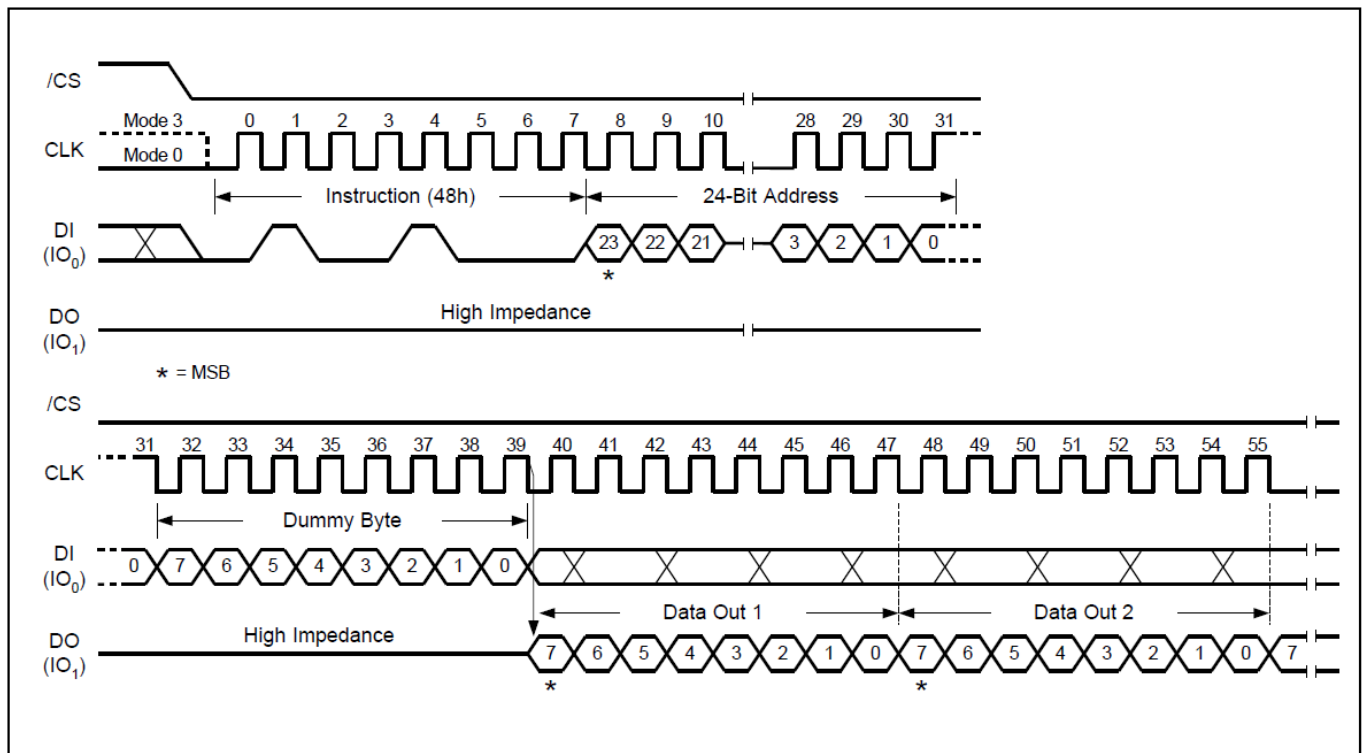 /CS
Mode 3 0 1 2 3 4 5 6 7 8 9 10 28 29 30 31
CLK Mode 0
Instruction (48h) 24-Bit Address
DI
(IO0) 23 22 21 3 2 1 0
*
DO High Impedance
(IO1)
* = MSB
/CS
31 32 33 34 35 36 37 38 39 40 41 42 43 44 45 46 47 48 49 50 51 52 53 54 55
CLK
Dummy Byte
DI
(IO0) 0 7 6 5 4 3 2 1 0
Data Out 1 Data Out 2
DO High Impedance
(IO1) 7 6 5 4 3 2 1 0 7 6 5 4 3 2 1 0 7
* *